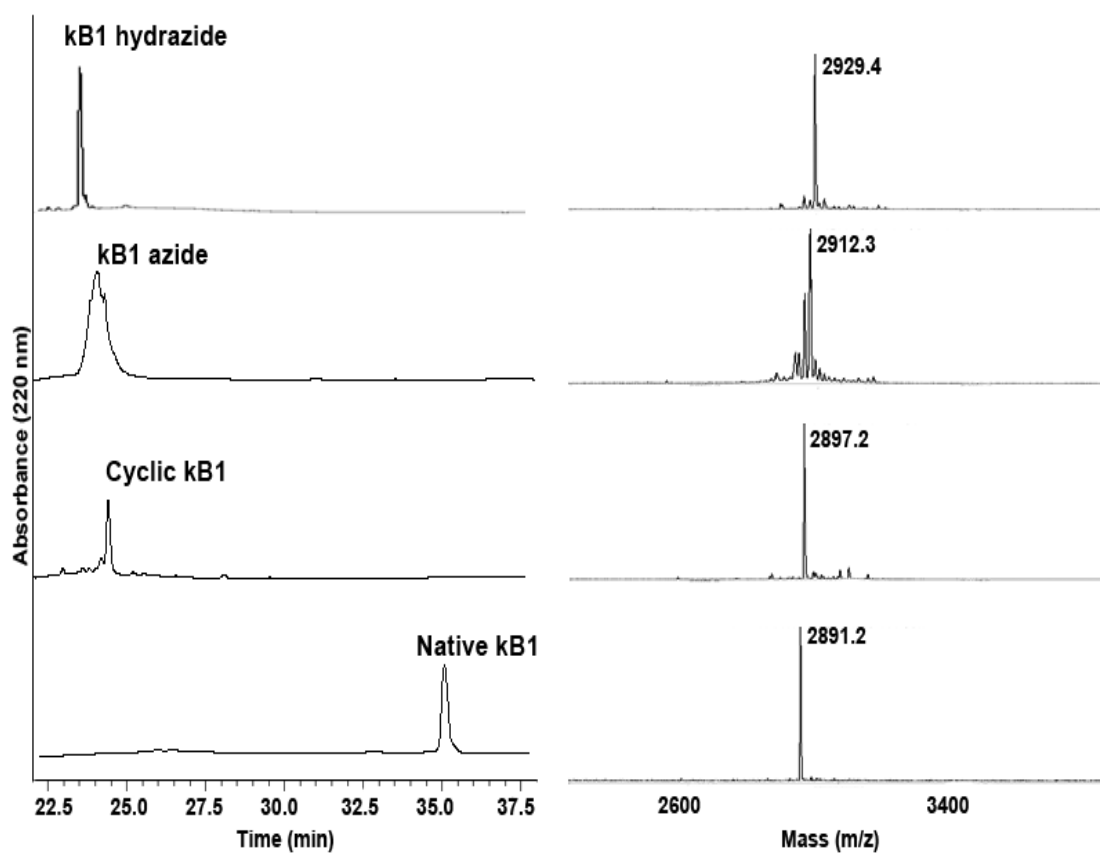 kB1 hydrazide
2929.4
kB1 azide
2912.3
Cyclic kB1
2897.2
Native kB1
2891.2
Absorbance (220 nm)
22.5 25.0 27.5 30.0 32.5 35.0 37.5
Time (min)
2600 3400
Mass (m/z)